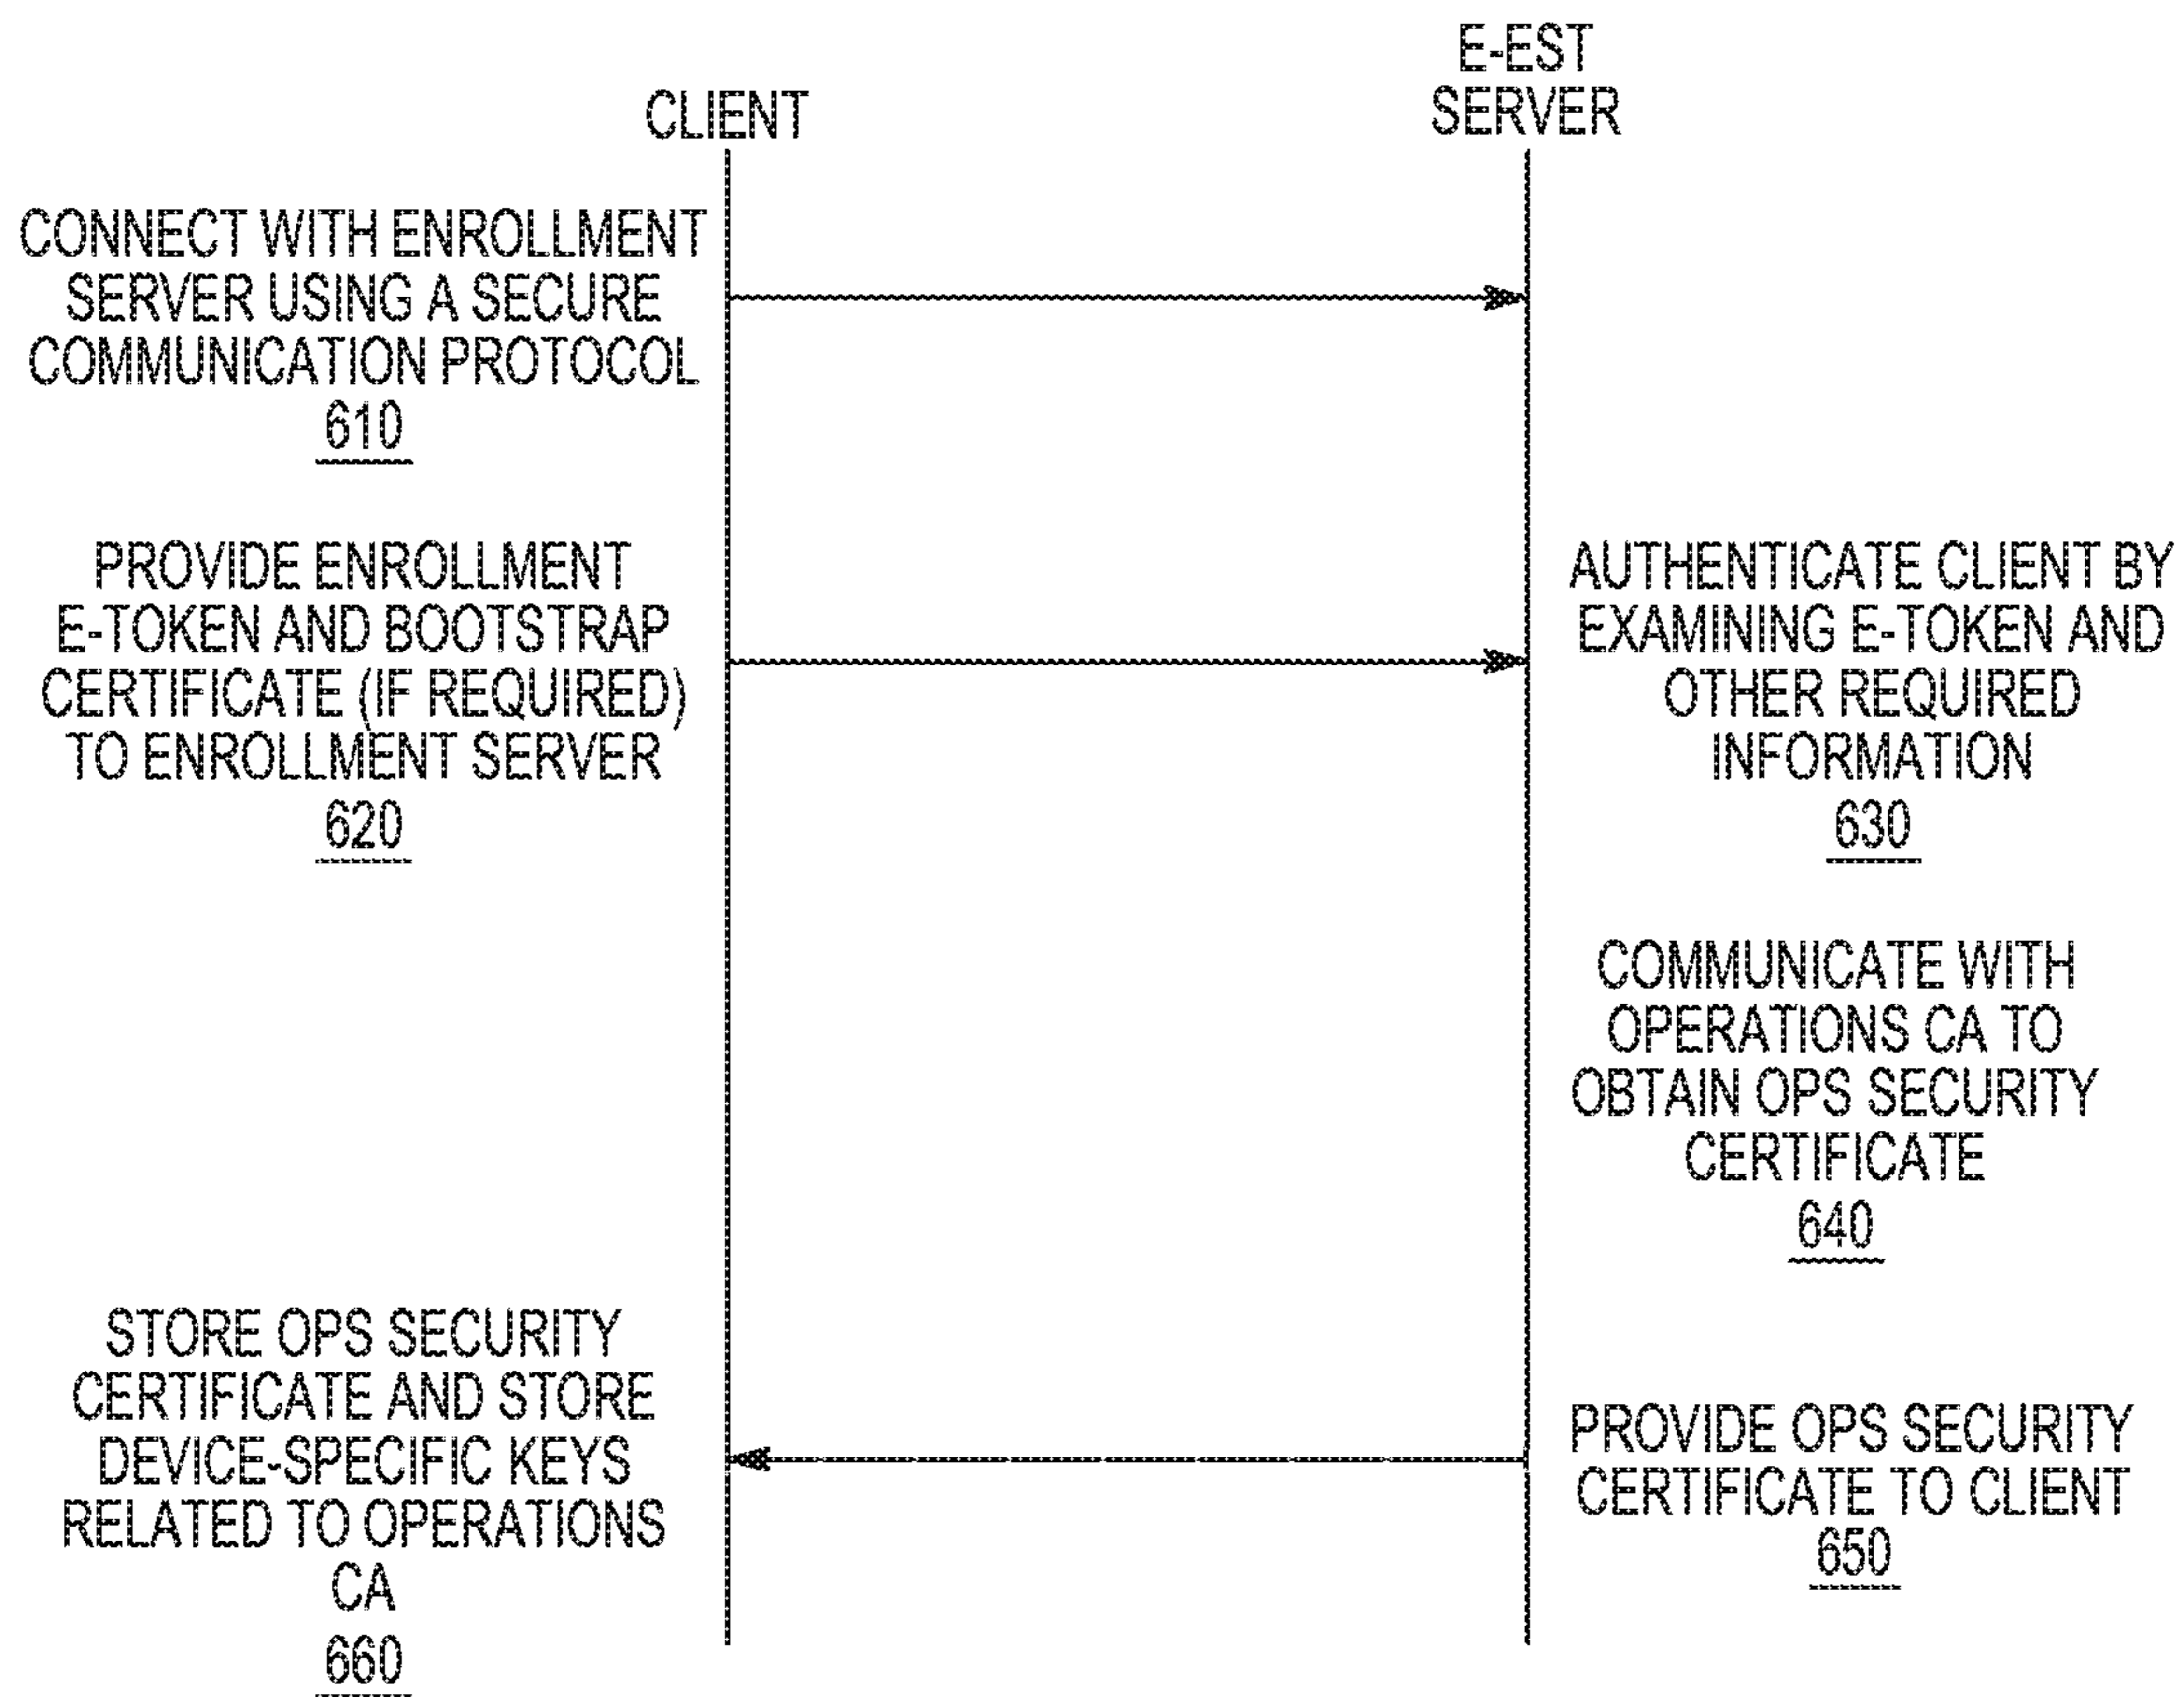 CLIENT
E-EST
SERVER
CONNECT WITH ENROLLMENT
SERVER USING A SECURE
COMMUNICATION PROTOCOL
610
PROVIDE ENROLLMENT
E-TOKEN AND BOOTSTRAP
CERTIFICATE (IF REQUIRED)
TO ENROLLMENT SERVER
620
AUTHENTICATE CLIENT BY
EXAMINING E-TOKEN AND
OTHER REQUIRED
INFORMATION
630
COMMUNICATE WITH
OPERATIONS CA TO
OBTAIN OPS SECURITY
CERTIFICATE
640
PROVIDE OPS SECURITY
CERTIFICATE TO CLIENT
650
STORE OPS SECURITY
CERTIFICATE AND STORE
DEVICE-SPECIFIC KEYS
RELATED TO OPERATIONS
CA
660